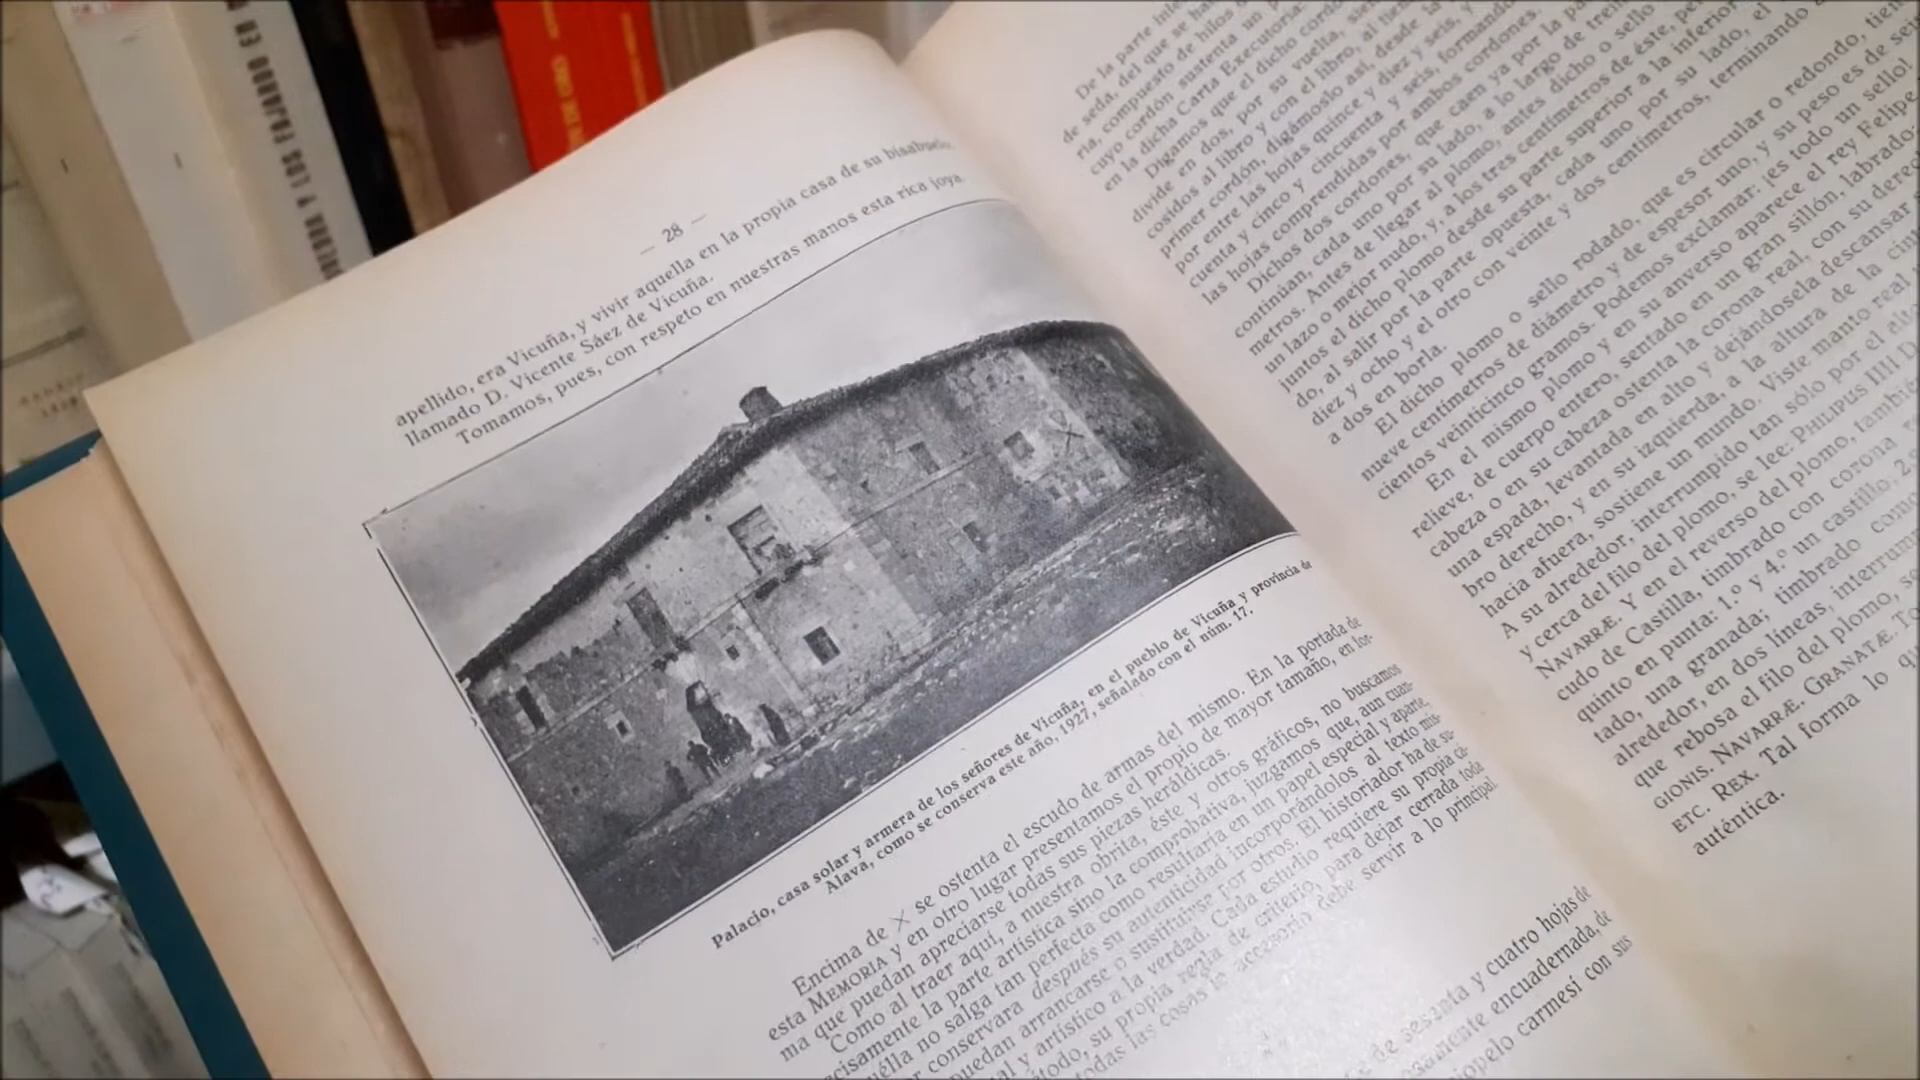 — 28 —
apellido, era Vicuña, y vivir aquella en la propia casa de su bisabuelo,
llamado D. Vicente Sáez de Vicuña.
Tomamos, pues, con respeto en nuestras manos esta rica joya.
Palacio, casa solar y armera de los señores de Vicuña, en el pueblo de Vicuña y provincia de
Alava, como se conserva este año, 1927, señalado con el núm. 17.
Encima de × se ostenta el escudo de armas del mismo. En la portada de
esta MEMORIA y en otro lugar presentamos el propio de mayor tamaño, en for-
ma que puedan apreciarse todas sus piezas heráldicas.
Como al traer aquí, a nuestra obrita, éste y otros gráficos, no buscamos
precisamente la parte artística sino la comprobativa, juzgamos que, aun cuan-
aquélla no salga tan perfecta como resultaría en un papel especial y aparte,
conservara después su autenticidad incorporándolos al texto mis-
puedan arrancarse o sustituirse por otros. El historiador ha de su-
y artístico a la verdad. Cada estudio requiere su propia
método, su propia regla de criterio, para dejar cerrada toda
todas las cosas lo accesorio debe servir a lo principal.
de sesenta y cuatro hojas de
encuadernada, de
terciopelo carmesí con sus
De la parte
de seda, del que se
ria, compuesto de hilos
cuyo cordón sustenta un
en la dicha Carta Ejecutoria.
Digamos que el dicho cordón
divide en dos, por su vuelta,
cosidos al libro y con el libro, al
primer cordón, digámoslo así, desde la
por entre las hojas quince y diez y seis, y
cuenta y cinco y cincuenta y seis, formando
las hojas comprendidas por ambos cordones.
Dichos dos cordones, que caen ya por la
continúan, cada uno por su lado, a lo largo de
metros. Antes de llegar al plomo, antes dicho o sello
un lazo o mejor nudo, y, a los tres centímetros de éste,
juntos el dicho plomo desde su parte superior a la inferior
do, al salir por la parte opuesta, cada uno por su lado, el
diez y ocho y el otro con veinte y dos centímetros, terminando
a dos en borla.
El dicho plomo o sello rodado, que es circular o redondo,
nueve centímetros de diámetro y de espesor uno, y su peso es de
cientos veinticinco gramos. Podemos exclamar: ¡es todo un sello!
En el mismo plomo y en su anverso aparece el rey Felipe
relieve, de cuerpo entero, sentado en un gran sillón, labrado:
cabeza o en su cabeza ostenta la corona real, con su
una espada, levantada en alto y dejándosela descansar
bro derecho, y en su izquierda, a la altura de la
hacia afuera, sostiene un mundo. Viste manto real
A su alrededor, interrumpido tan sólo por el
y cerca del filo del plomo, se lee: PHILIPUS IIII D
NAVARRÆ. Y en el reverso del plomo,
cudo de Castilla, timbrado con corona
quinto en punta: 1.º y 4.º un castillo, 2.
tado, una granada; timbrado como
alrededor, en dos líneas,
que rebosa el filo del plomo,
GIONIS. NAVARRÆ. GRANATÆ. TO
ETC. REX. Tal forma lo
auténtica.